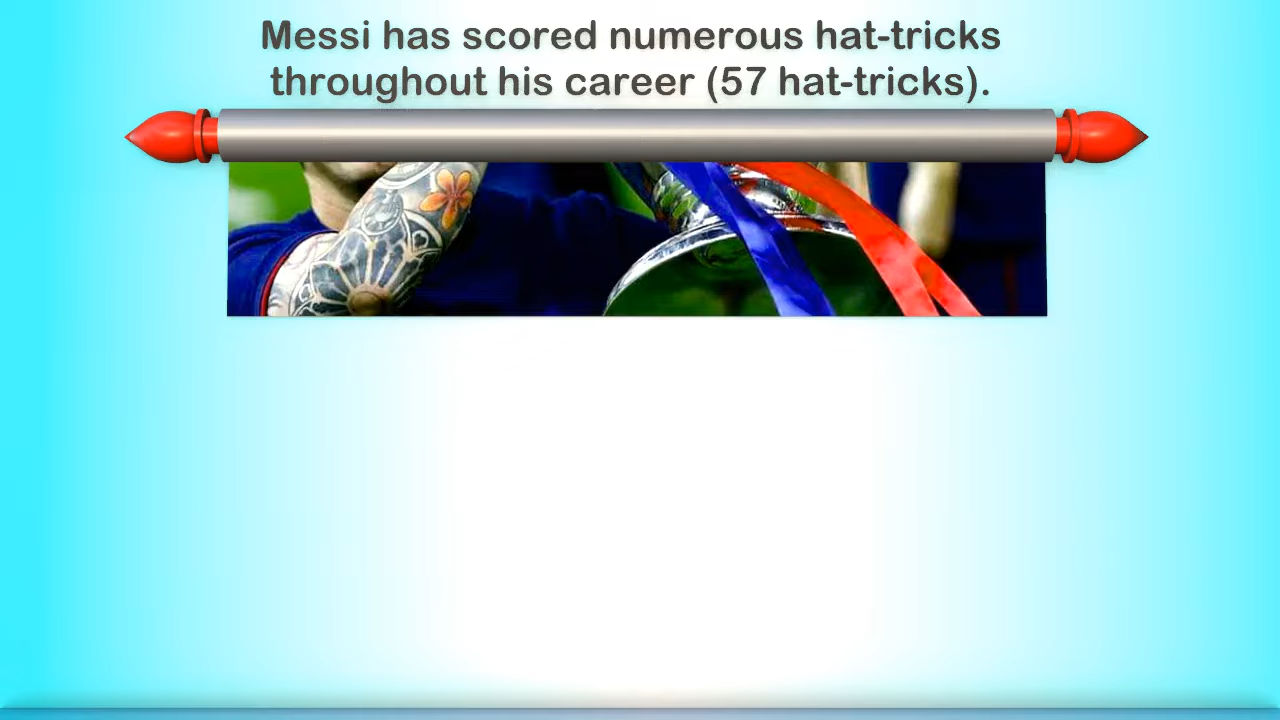 Messi has scored numerous hat-tricks
throughout his career (57 hat-tricks).